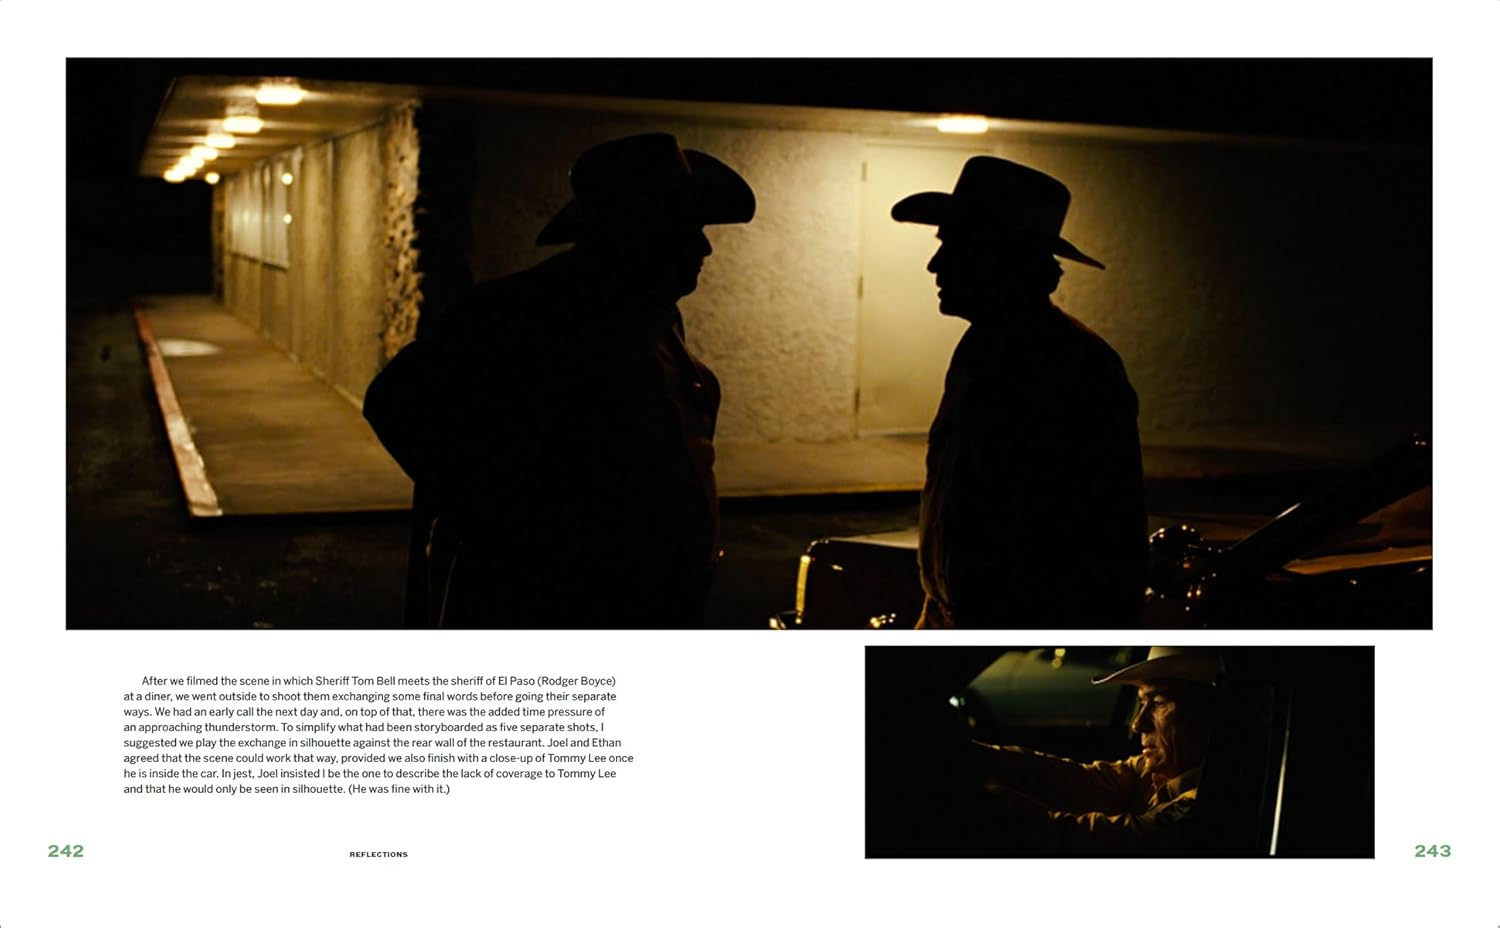 After we filmed the scene in which Sheriff Tom Bell meets the sheriff of El Paso (Rodger Boyce)
at a diner, we went outside to shoot them exchanging some final words before going their separate
ways. We had an early call the next day and, on top of that, there was the added time pressure of
an approaching thunderstorm. To simplify what had been storyboarded as five separate shots, I
suggested we play the exchange in silhouette against the rear wall of the restaurant. Joel and Ethan
agreed that the scene could work that way, provided we also finish with a close-up of Tommy Lee once
he is inside the car. In jest, Joel insisted I be the one to describe the lack of coverage to Tommy Lee
and that he would only be seen in silhouette. (He was fine with it.)
242
REFLECTIONS
243